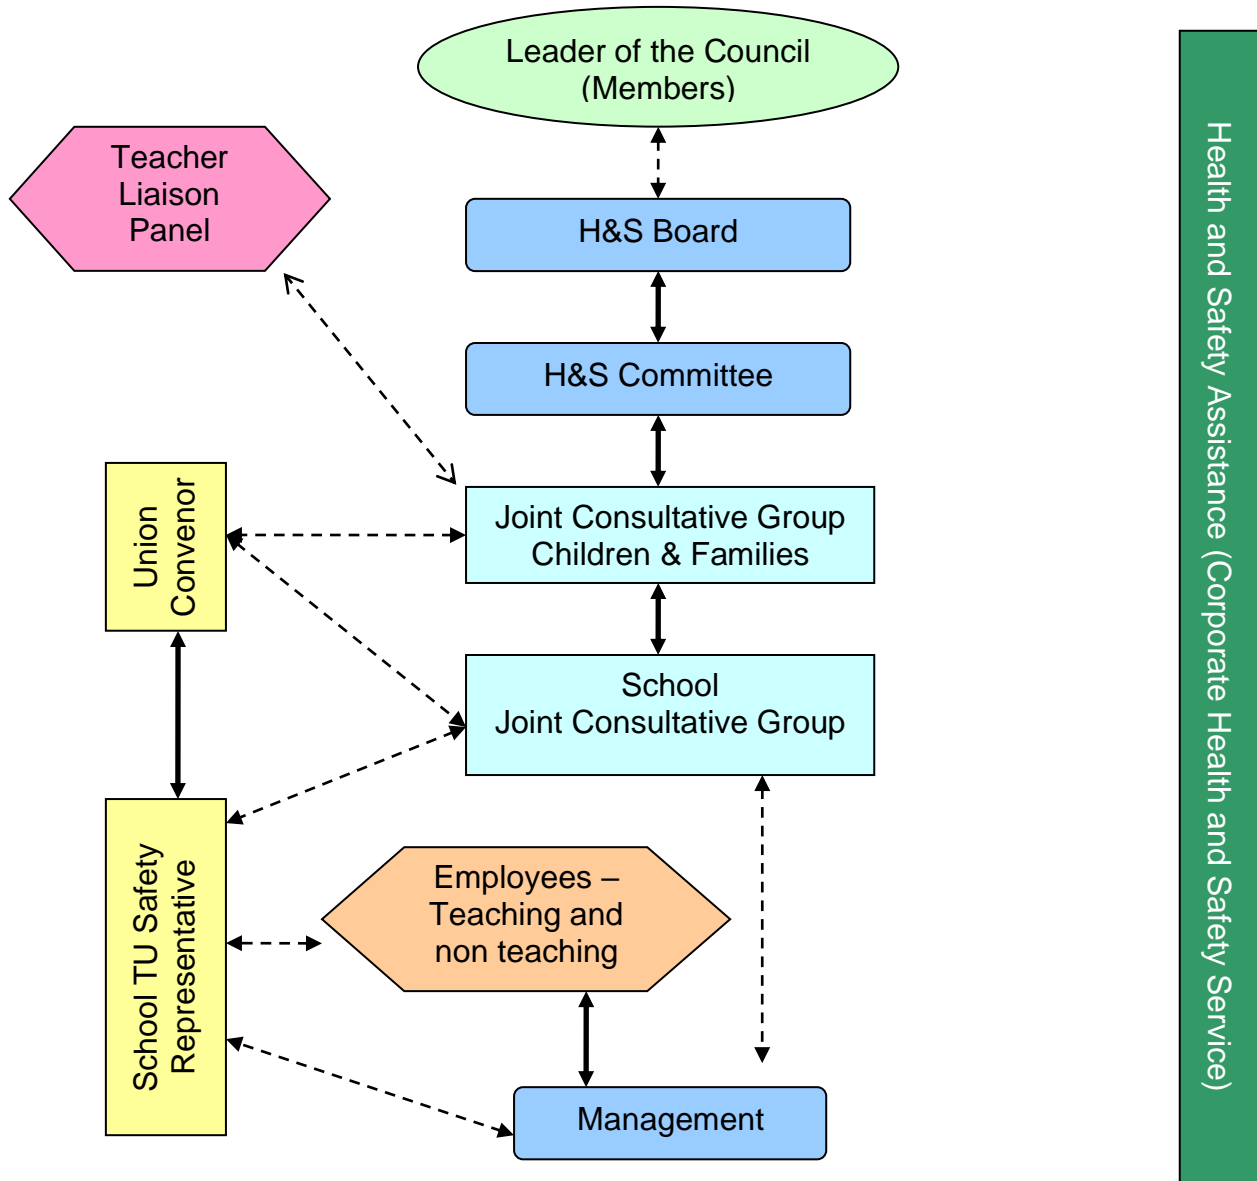 Leader of the Council
(Members)
Teacher
Liaison
Panel
H&S Board
H&S Committee
Union
Convenor
Joint Consultative Group
Children & Families
School
Joint Consultative Group
School TU Safety
Representative
Employees –
Teaching and
non teaching
Management
Health and Safety Assistance (Corporate Health and Safety Service)